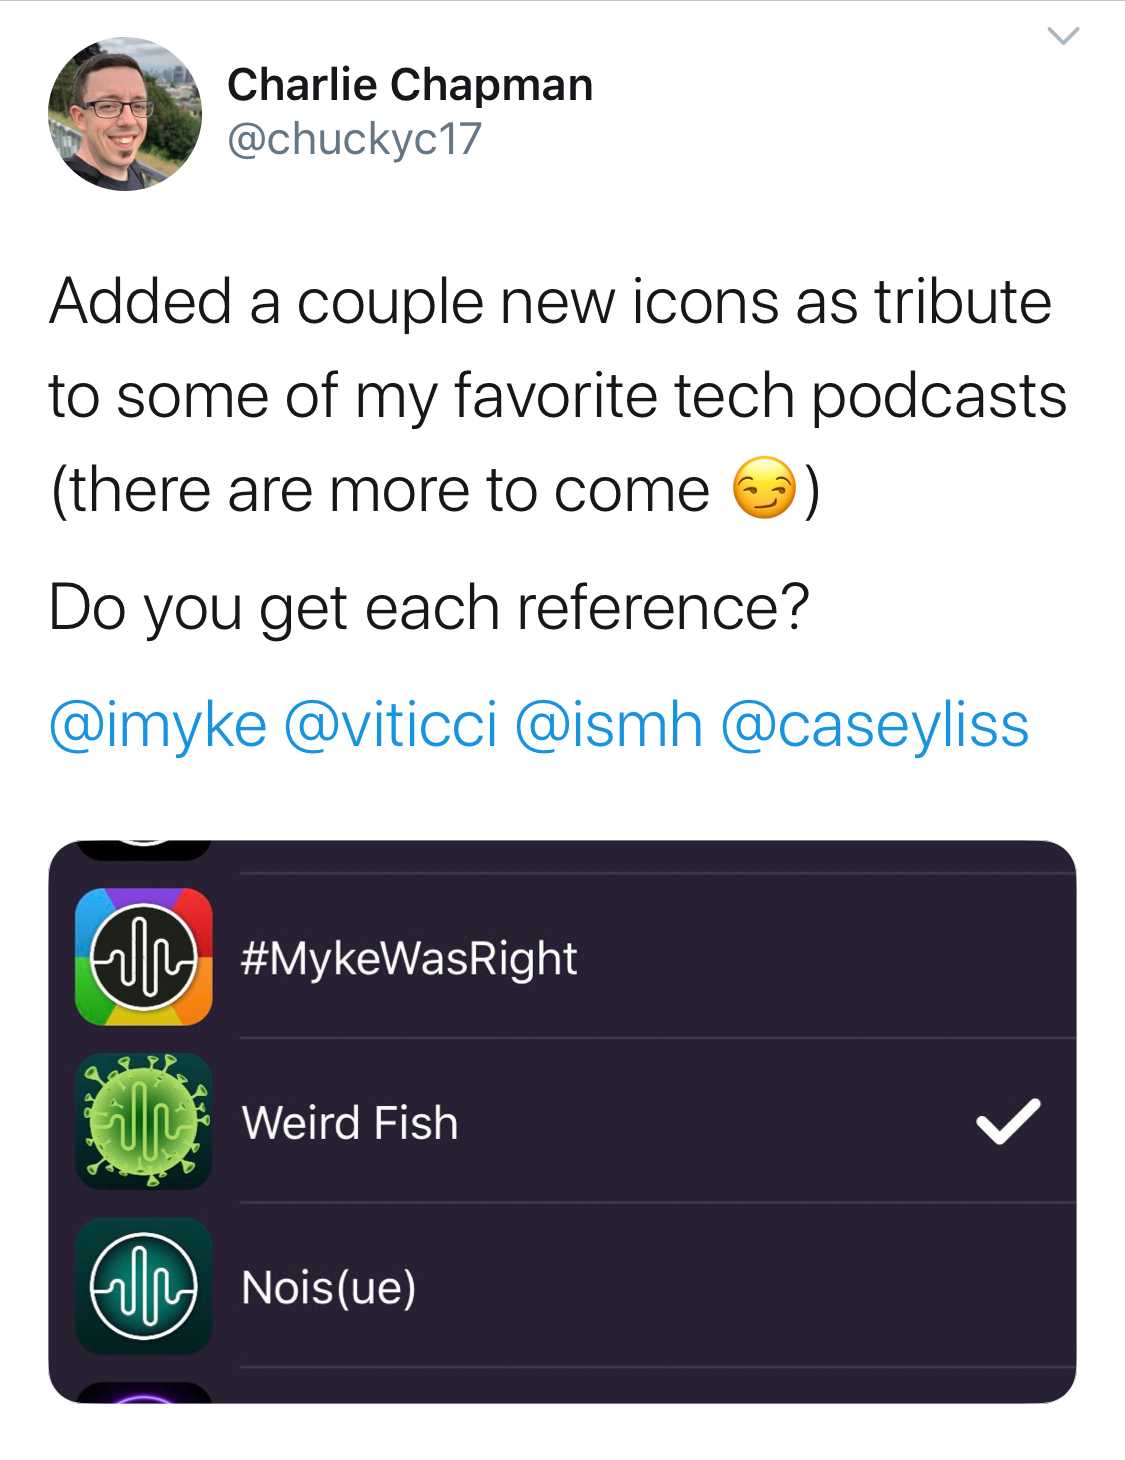 Charlie Chapman
@chuckyc17
Added a couple new icons as tribute
to some of my favorite tech podcasts
(there are more to come 😏)
Do you get each reference?
@imyke @viticci @ismh @caseyliss
#MykeWasRight
Weird Fish
Nois(ue)